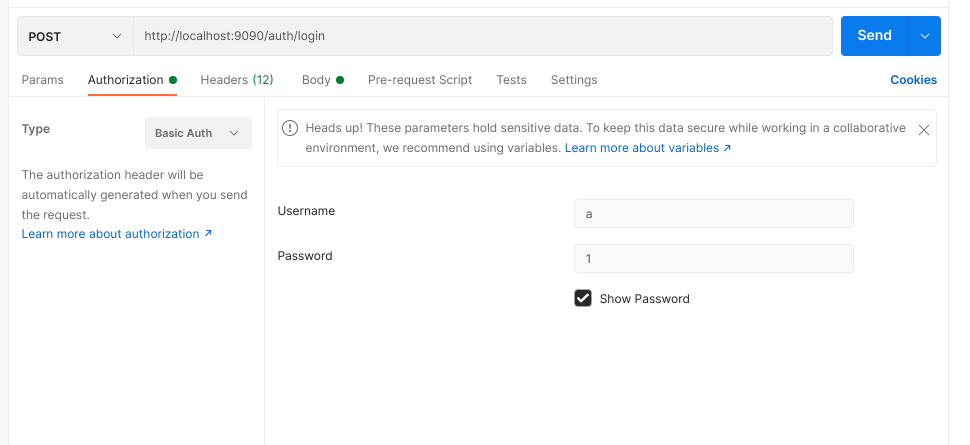 POST http://localhost:9090/auth/login Send
Params Authorization Headers (12) Body Pre-request Script Tests Settings Cookies
Type Basic Auth
The authorization header will be
automatically generated when you send
the request.
Learn more about authorization ↗
Heads up! These parameters hold sensitive data. To keep this data secure while working in a collaborative
environment, we recommend using variables. Learn more about variables ↗
Username a
Password 1
Show Password